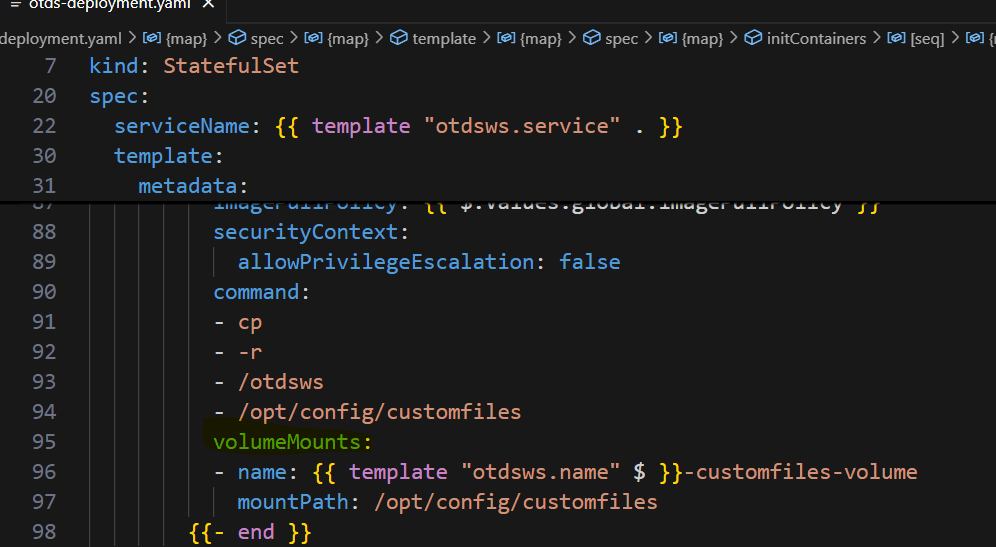 otds-deployment.yaml ×
deployment.yaml > {map} > spec > {map} > template > {map} > spec > {map} > initContainers > [seq] >
7 kind: StatefulSet
20 spec:
22 serviceName: {{ template "otdsws.service" . }}
30 template:
31 metadata:
87 imagePullPolicy: {{ $.Values.global.imagePullPolicy }}
88 securityContext:
89 allowPrivilegeEscalation: false
90 command:
91 - cp
92 - -r
93 - /otdsws
94 - /opt/config/customfiles
95 volumeMounts:
96 - name: {{ template "otdsws.name" $ }}-customfiles-volume
97 mountPath: /opt/config/customfiles
98 {{- end }}